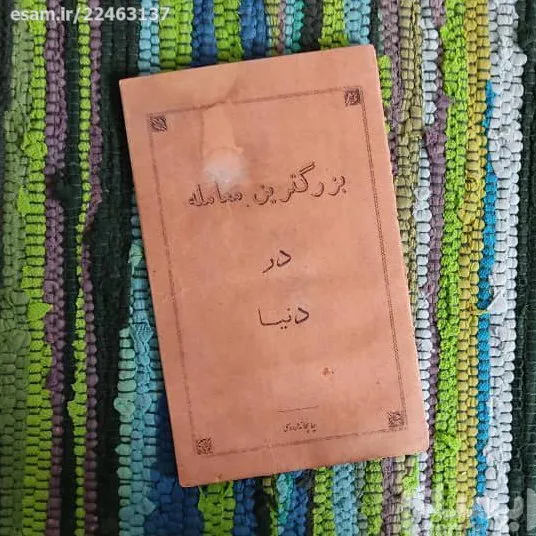 esam.ir/22463137
بزرگترین معامله
در
دنیا